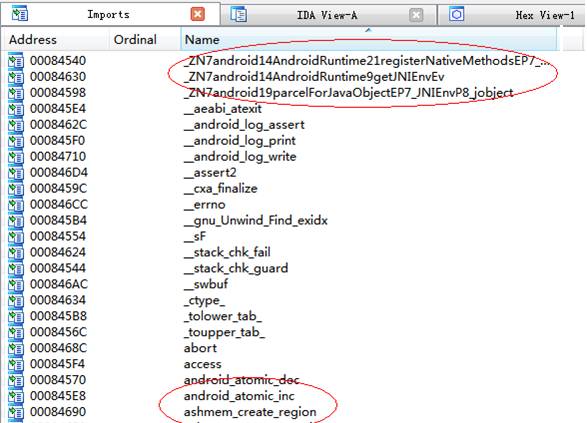 Imports IDA View-A Hex View-1
Address Ordinal Name
00084540 _ZN7android14AndroidRuntime21registerNativeMethodsEP7_...
00084630 _ZN7android14AndroidRuntime9getJNIEnvEv
00084598 _ZN7android19parcelForJavaObjectEP7_JNIEnvP8_jobject
000845E4 __aeabi_atexit
0008462C __android_log_assert
000845F0 __android_log_print
00084710 __android_log_write
000846D4 __assert2
0008459C __cxa_finalize
000846CC __errno
000845B4 __gnu_Unwind_Find_exidx
00084554 __sF
00084624 __stack_chk_fail
00084544 __stack_chk_guard
000846AC __swbuf
00084634 _ctype_
000845B8 _tolower_tab_
0008456C _toupper_tab_
0008468C abort
000845F4 access
00084570 android_atomic_dec
000845E8 android_atomic_inc
00084690 ashmem_create_region